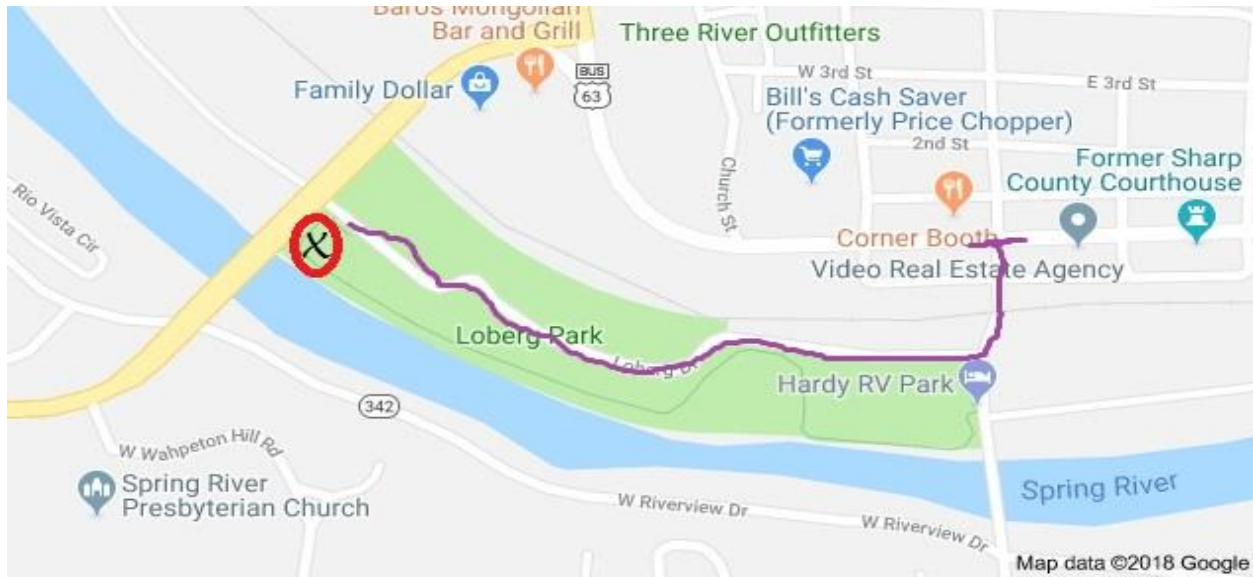 Baros Mongolian
Bar and Grill
Three River Outfitters
Family Dollar
BUS
63
W 3rd St
E 3rd St
Bill's Cash Saver
(Formerly Price Chopper)
2nd St
Former Sharp
County Courthouse
Church St
Rio Vista Cir
X
Corner Booth
Video Real Estate Agency
Loberg Park
Loberg Dr
Hardy RV Park
342
W Wahpeton Hill Rd
Spring River
Presbyterian Church
Spring River
W Riverview Dr
W Riverview Dr
Map data ©2018 Google